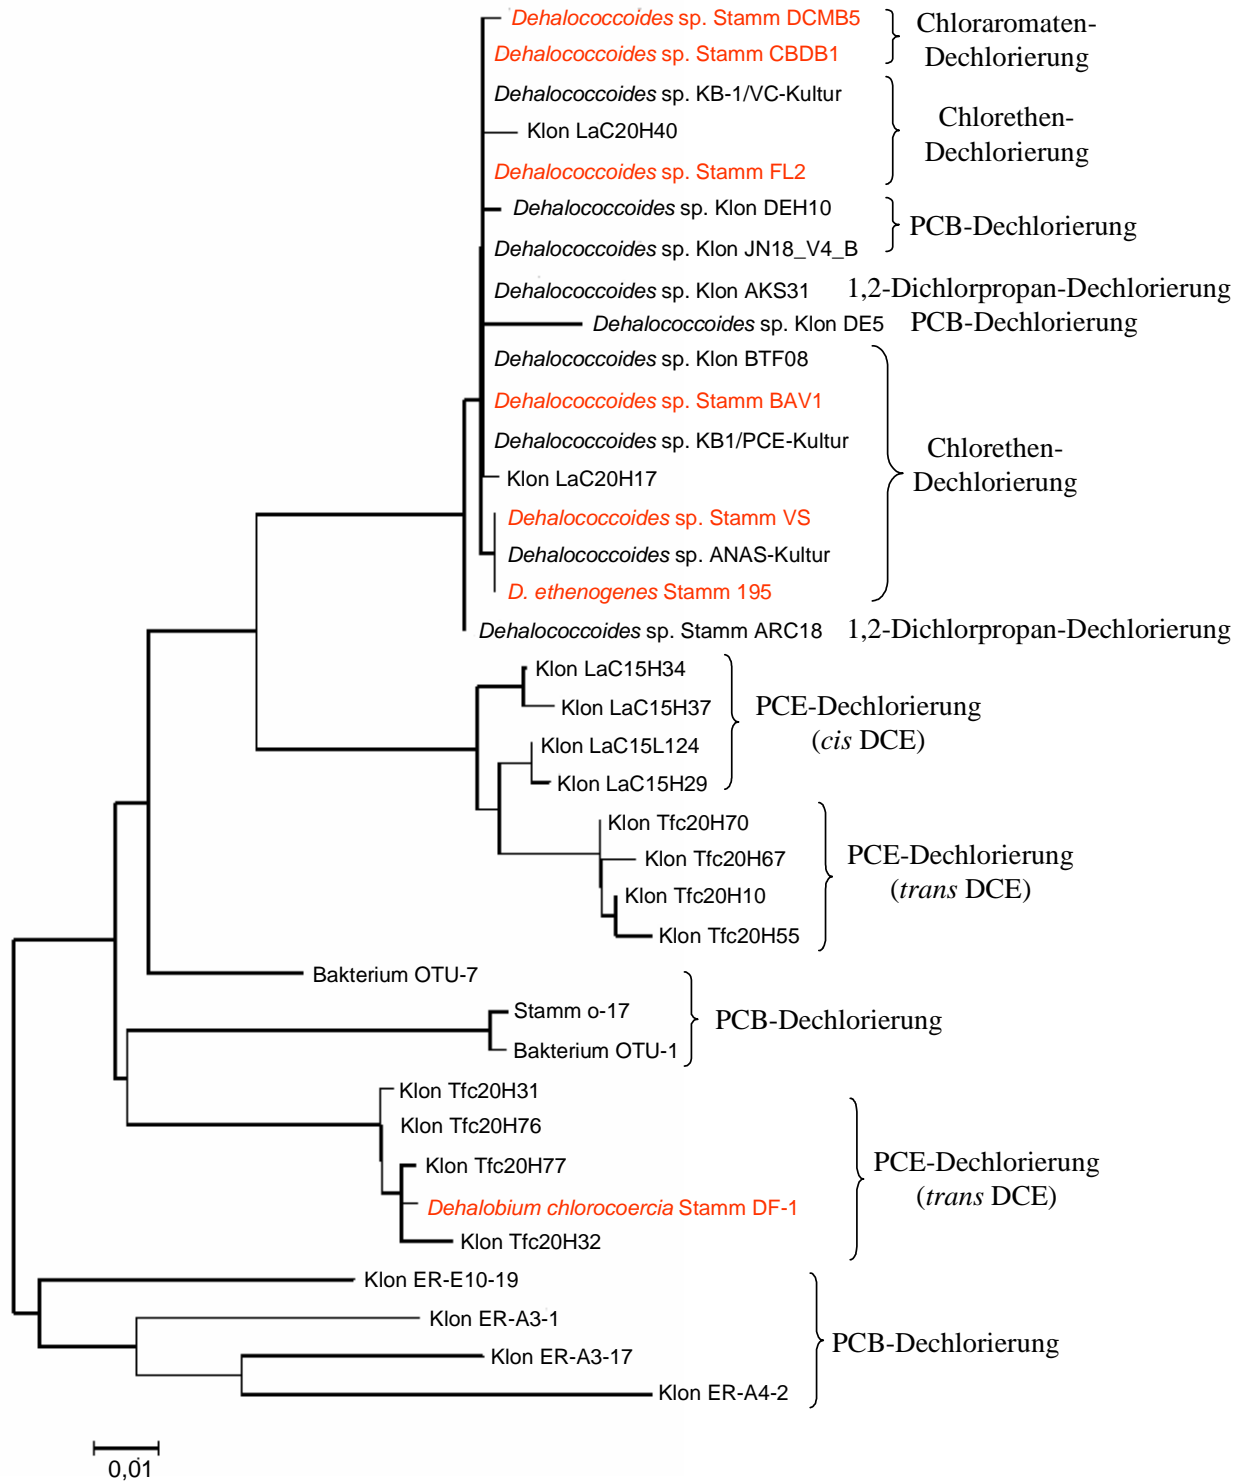 Dehalococcoides sp. Stamm DCMB5
Chloraromaten-
Dehalococcoides sp. Stamm CBDB1
Dechlorierung
Dehalococcoides sp. KB-1/VC-Kultur
Chlorethen-
Klon LaC20H40
Dechlorierung
Dehalococcoides sp. Stamm FL2
Dehalococcoides sp. Klon DEH10
PCB-Dechlorierung
Dehalococcoides sp. Klon JN18_V4_B
Dehalococcoides sp. Klon AKS31 1,2-Dichlorpropan-Dechlorierung
Dehalococcoides sp. Klon DE5 PCB-Dechlorierung
Dehalococcoides sp. Klon BTF08
Dehalococcoides sp. Stamm BAV1
Dehalococcoides sp. KB1/PCE-Kultur
Chlorethen-
Klon LaC20H17
Dechlorierung
Dehalococcoides sp. Stamm VS
Dehalococcoides sp. ANAS-Kultur
D. ethenogenes Stamm 195
Dehalococcoides sp. Stamm ARC18 1,2-Dichlorpropan-Dechlorierung
Klon LaC15H34
Klon LaC15H37
PCE-Dechlorierung
(cis DCE)
Klon LaC15L124
Klon LaC15H29
Klon Tfc20H70
Klon Tfc20H67
PCE-Dechlorierung
(trans DCE)
Klon Tfc20H10
Klon Tfc20H55
Bakterium OTU-7
Stamm o-17
PCB-Dechlorierung
Bakterium OTU-1
Klon Tfc20H31
Klon Tfc20H76
Klon Tfc20H77
PCE-Dechlorierung
(trans DCE)
Dehalobium chlorocoercia Stamm DF-1
Klon Tfc20H32
Klon ER-E10-19
Klon ER-A3-1
PCB-Dechlorierung
Klon ER-A3-17
Klon ER-A4-2
0,01